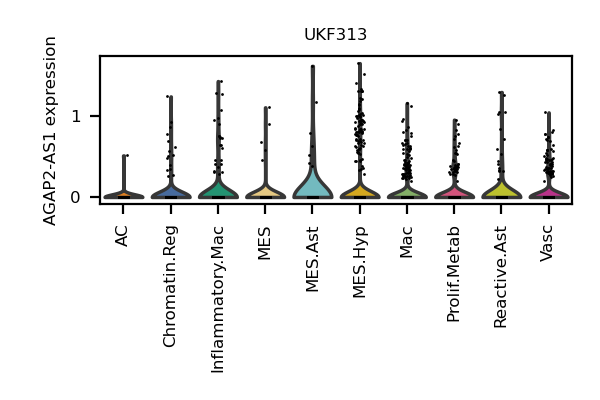 UKF313
AGAP2-AS1 expression
1
0
AC
Chromatin.Reg
Inflammatory.Mac
MES
MES.Ast
MES.Hyp
Mac
Prolif.Metab
Reactive.Ast
Vasc